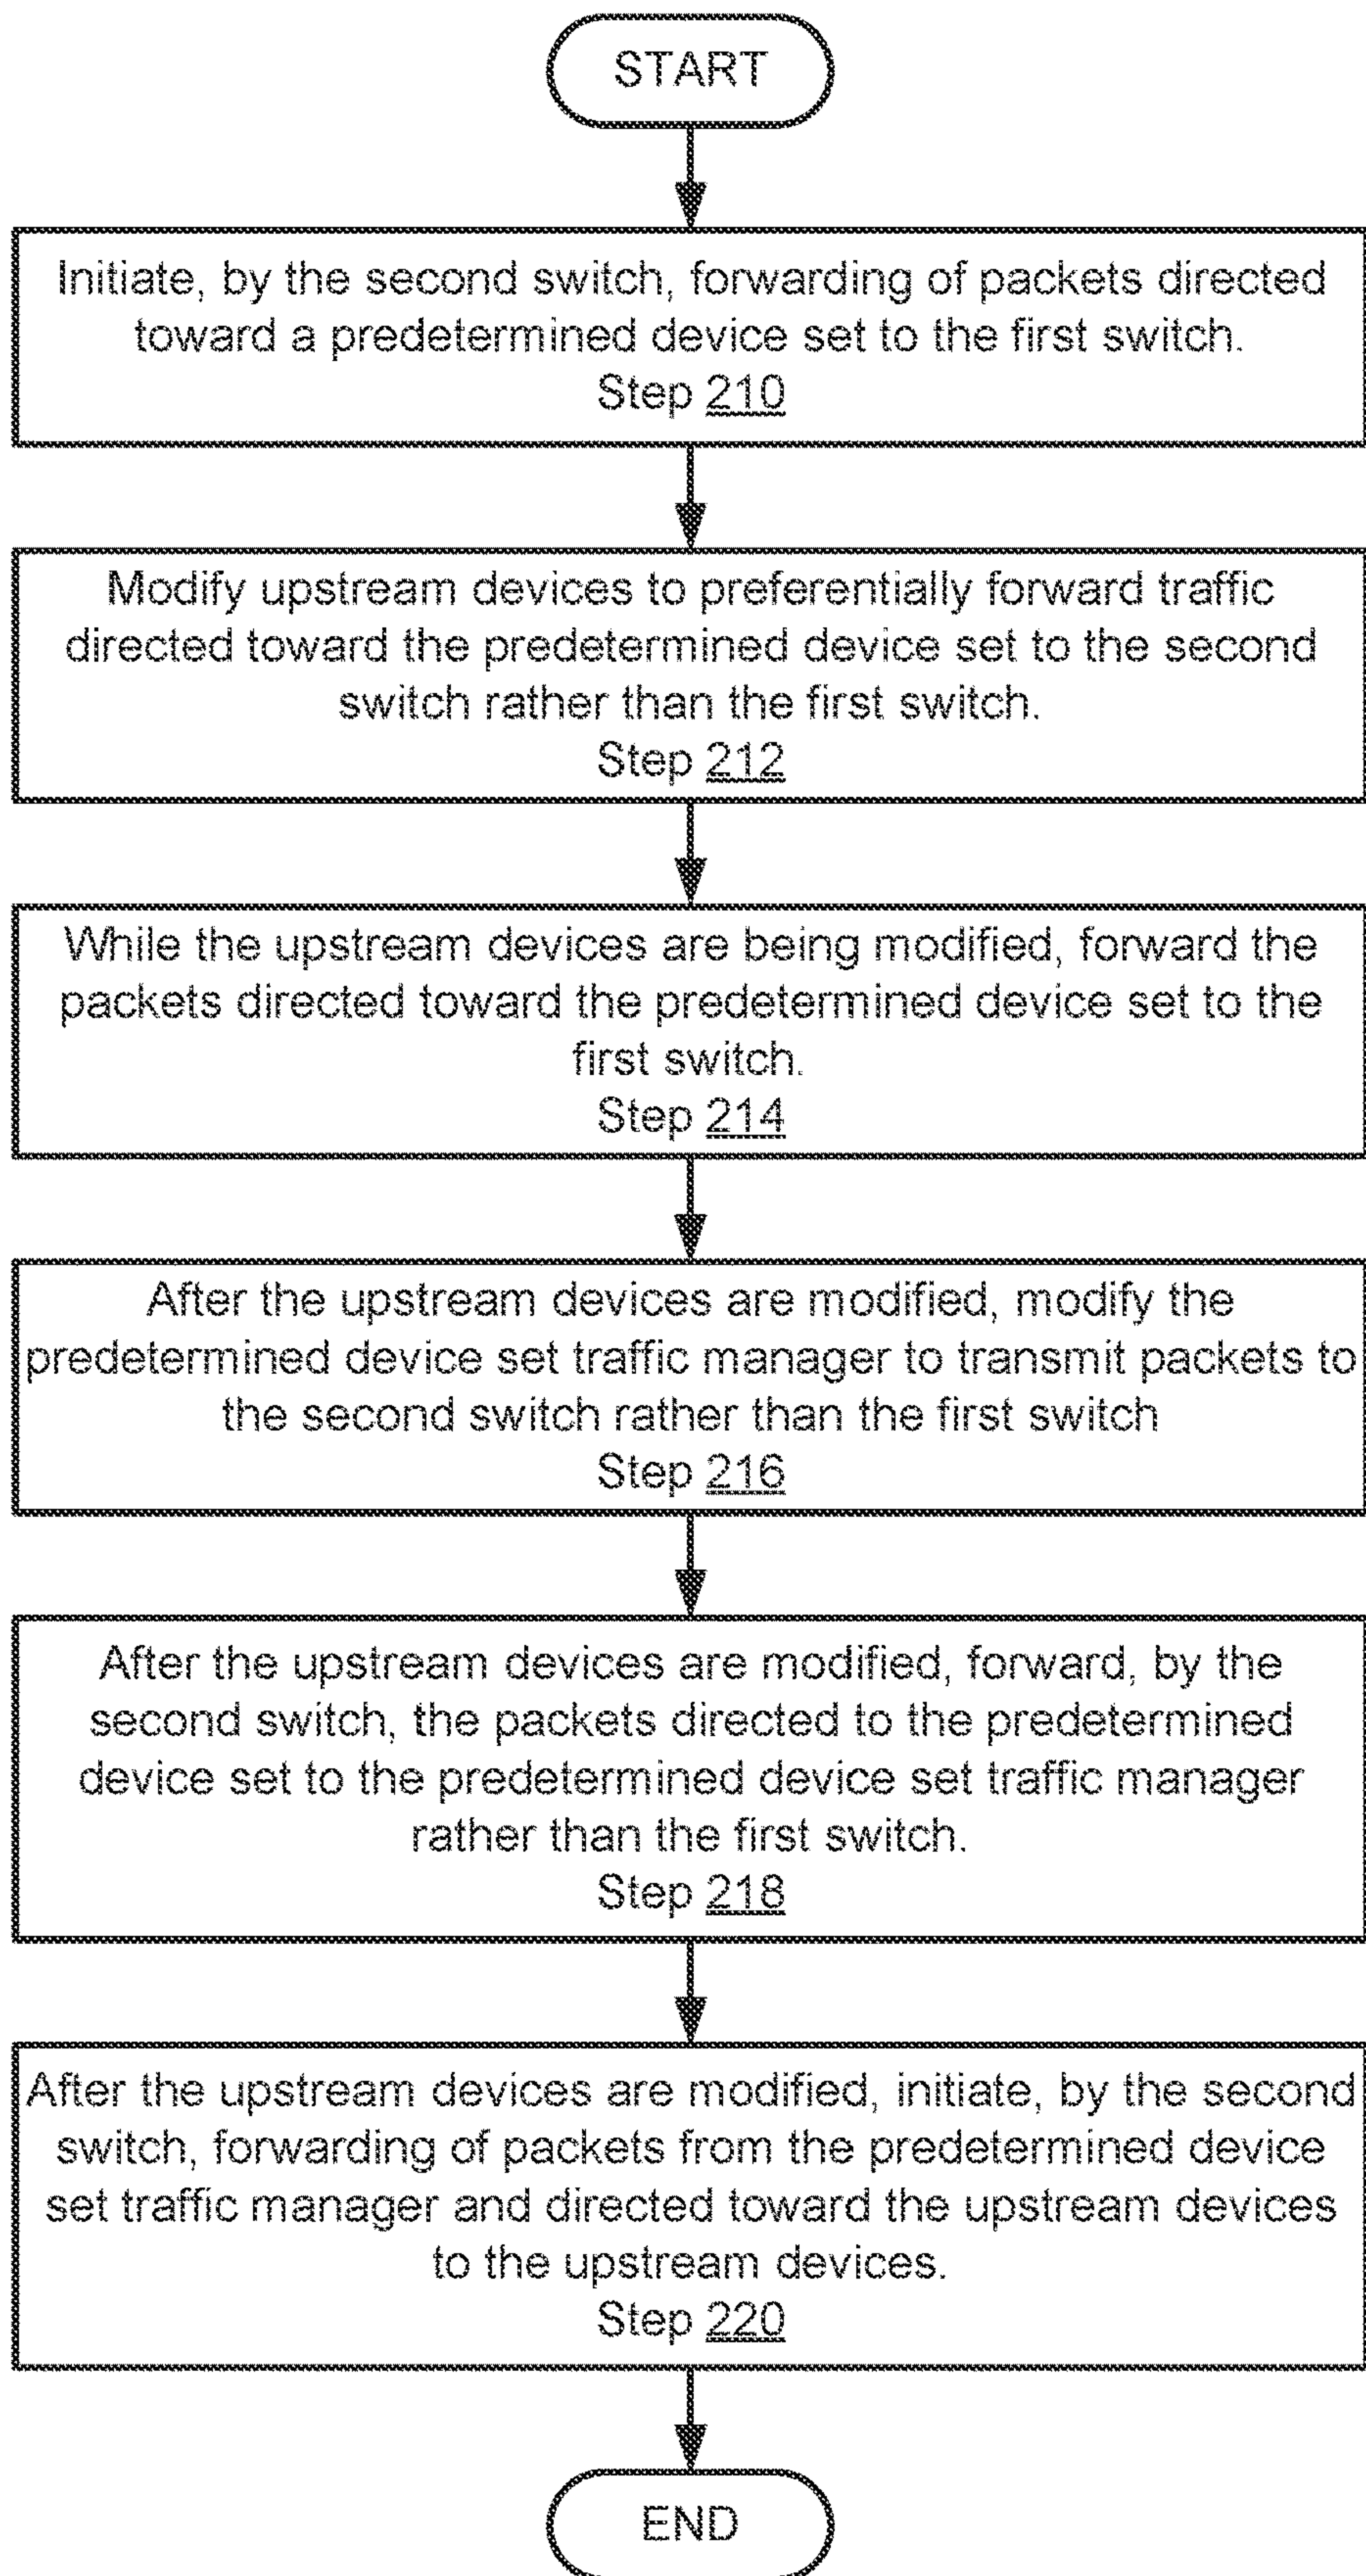 START
Initiate, by the second switch, forwarding of packets directed
toward a predetermined device set to the first switch.
Step 210
Modify upstream devices to preferentially forward traffic
directed toward the predetermined device set to the second
switch rather than the first switch.
Step 212
While the upstream devices are being modified, forward the
packets directed toward the predetermined device set to the
first switch.
Step 214
After the upstream devices are modified, modify the
predetermined device set traffic manager to transmit packets to
the second switch rather than the first switch
Step 216
After the upstream devices are modified, forward, by the
second switch, the packets directed to the predetermined
device set to the predetermined device set traffic manager
rather than the first switch.
Step 218
After the upstream devices are modified, initiate, by the second
switch, forwarding of packets from the predetermined device
set traffic manager and directed toward the upstream devices
to the upstream devices.
Step 220
END